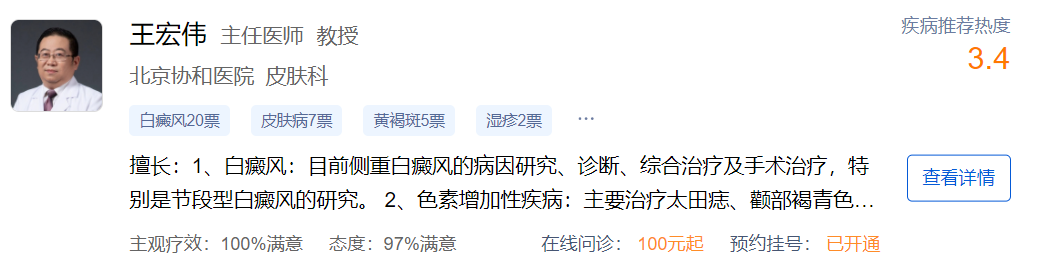 王宏伟 主任医师 教授
疾病推荐热度
3.4
北京协和医院 皮肤科
白癜风20票 皮肤病7票 黄褐斑5票 湿疹2票 ...
擅长：1、白癜风：目前侧重白癜风的病因研究、诊断、综合治疗及手术治疗，特
别是节段型白癜风的研究。 2、色素增加性疾病：主要治疗太田痣、颧部褐青色...
查看详情
主观疗效：100%满意 态度：97%满意 在线问诊： 100元起 预约挂号： 已开通